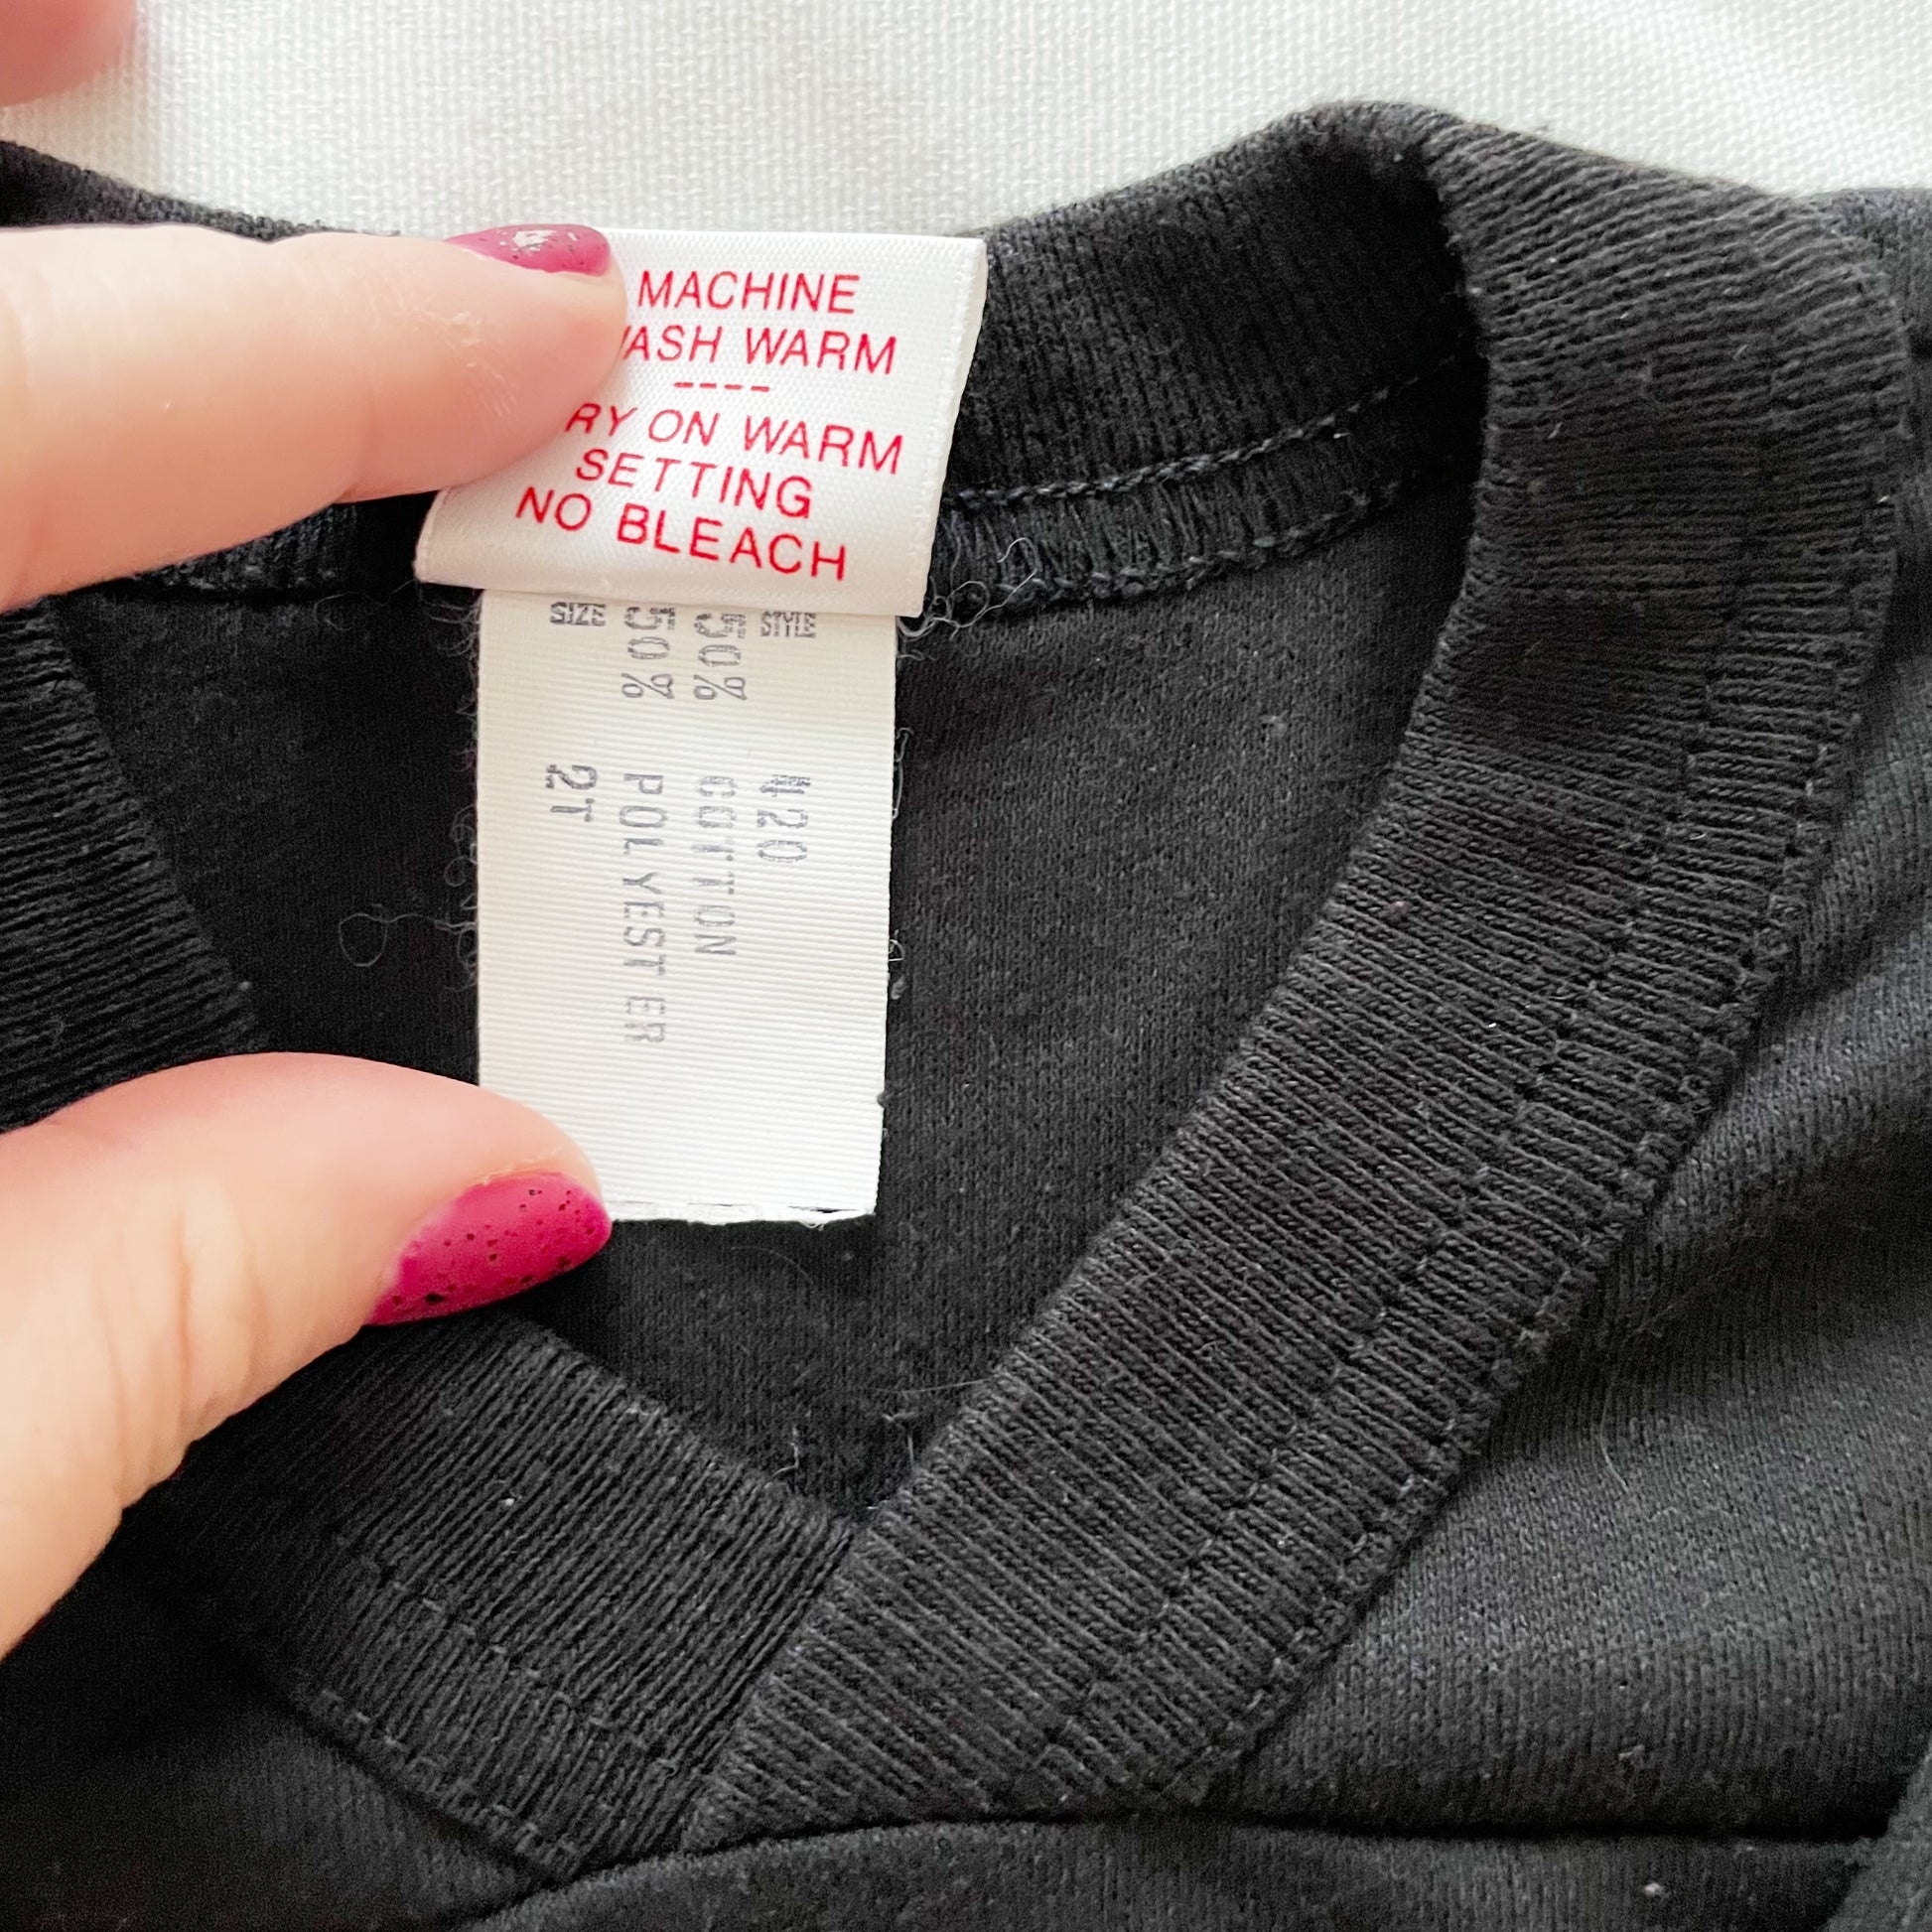 MACHINE
WASH WARM
----
RY ON WARM
SETTING
NO BLEACH
STYLE 420
50% COTTON
50% POLYESTER
SIZE 2T